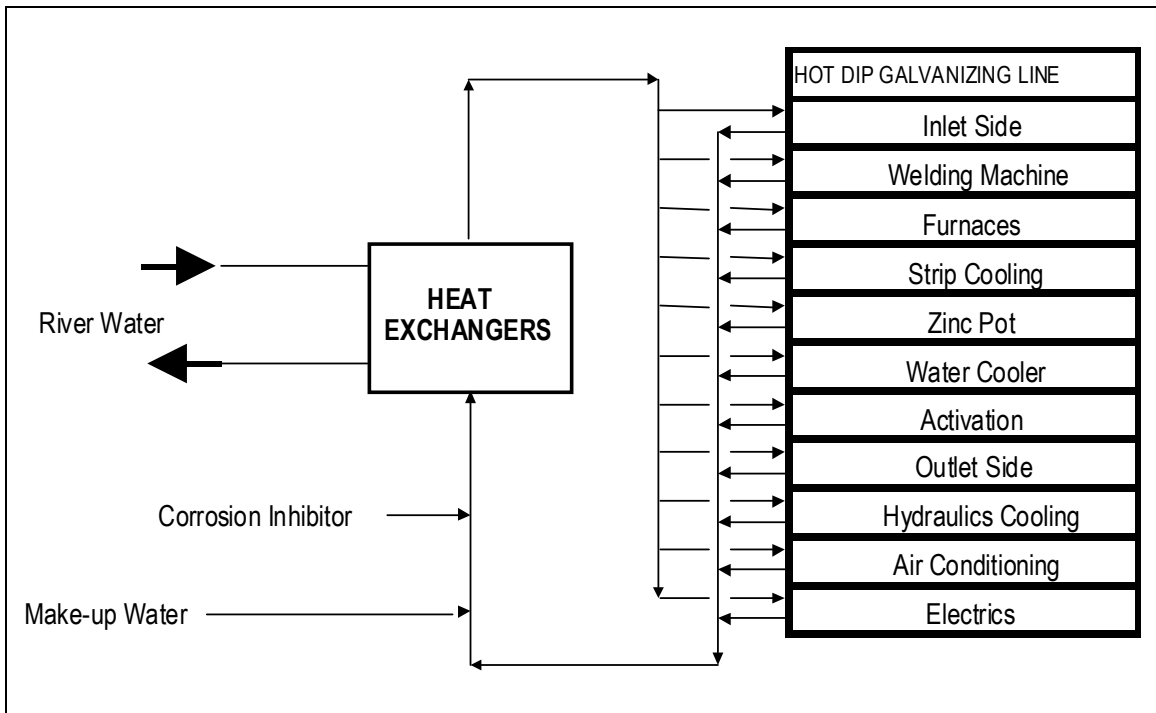 HOT DIP GALVANIZING LINE
Inlet Side
Welding Machine
Furnaces
Strip Cooling
Zinc Pot
Water Cooler
Activation
Outlet Side
Hydraulics Cooling
Air Conditioning
Electrics
HEAT
EXCHANGERS
River Water
Corrosion Inhibitor
Make-up Water